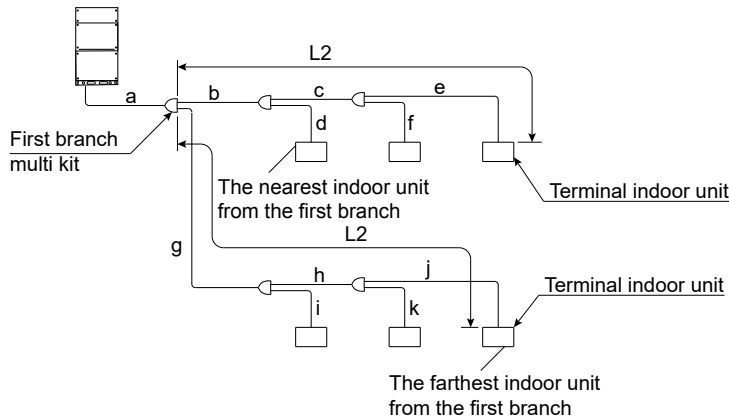 L2
a
b
c
e
d
f
First branch
multi kit
The nearest indoor unit
from the first branch
Terminal indoor unit
L2
g
h
j
i
k
Terminal indoor unit
The farthest indoor unit
from the first branch